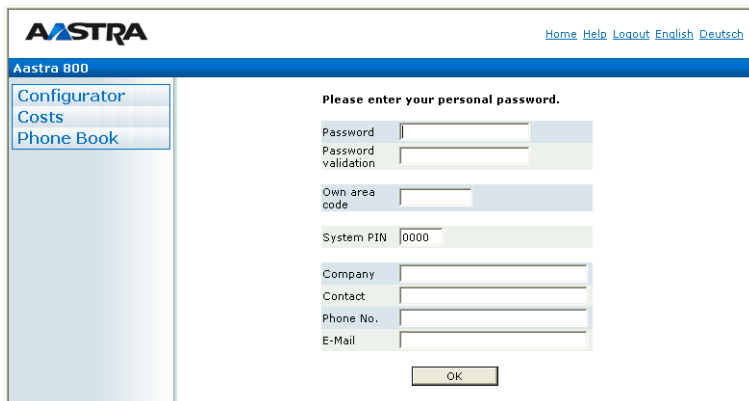 AASTRA
Home Help Logout English Deutsch
Aastra 800
Configurator
Costs
Phone Book
Please enter your personal password.
Password
Password
validation
Own area
code
System PIN 0000
Company
Contact
Phone No.
E-Mail
OK